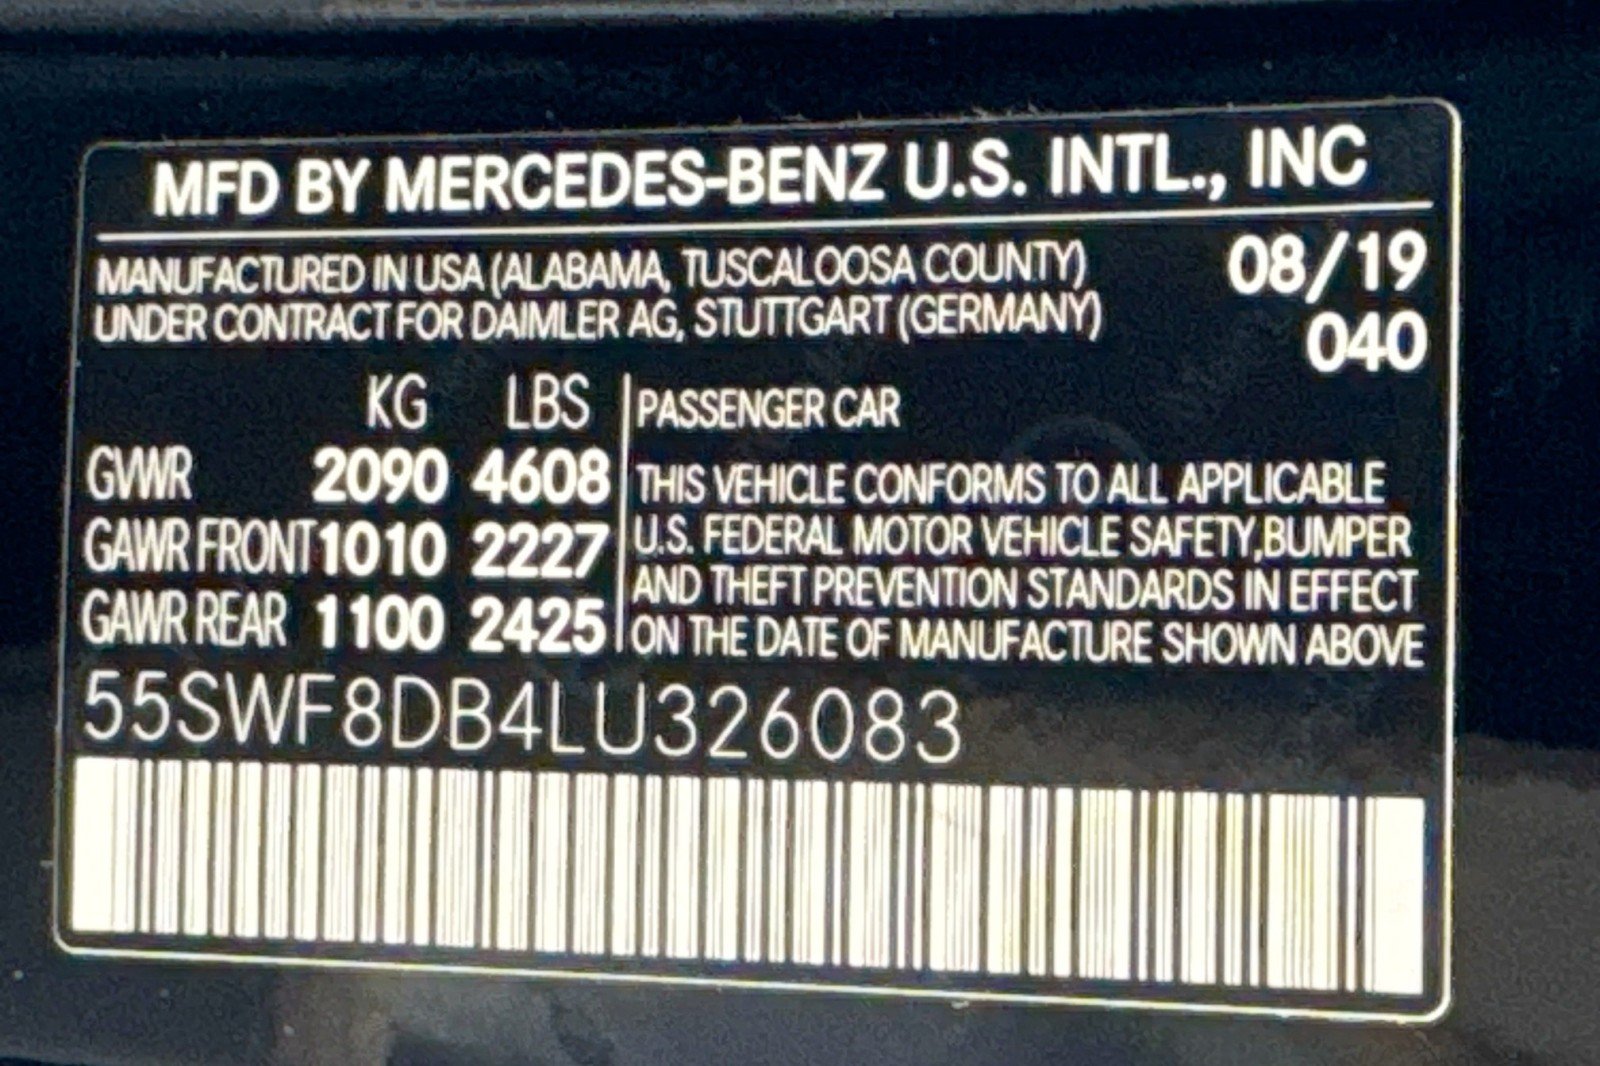 MFD BY MERCEDES-BENZ U.S. INTL., INC
MANUFACTURED IN USA (ALABAMA, TUSCALOOSA COUNTY) 08/19
UNDER CONTRACT FOR DAIMLER AG, STUTTGART (GERMANY) 040
KG LBS PASSENGER CAR
GVWR 2090 4608 THIS VEHICLE CONFORMS TO ALL APPLICABLE
GAWR FRONT 1010 2227 U.S. FEDERAL MOTOR VEHICLE SAFETY,BUMPER
AND THEFT PREVENTION STANDARDS IN EFFECT
GAWR REAR 1100 2425 ON THE DATE OF MANUFACTURE SHOWN ABOVE
55SWF8DB4LU326083